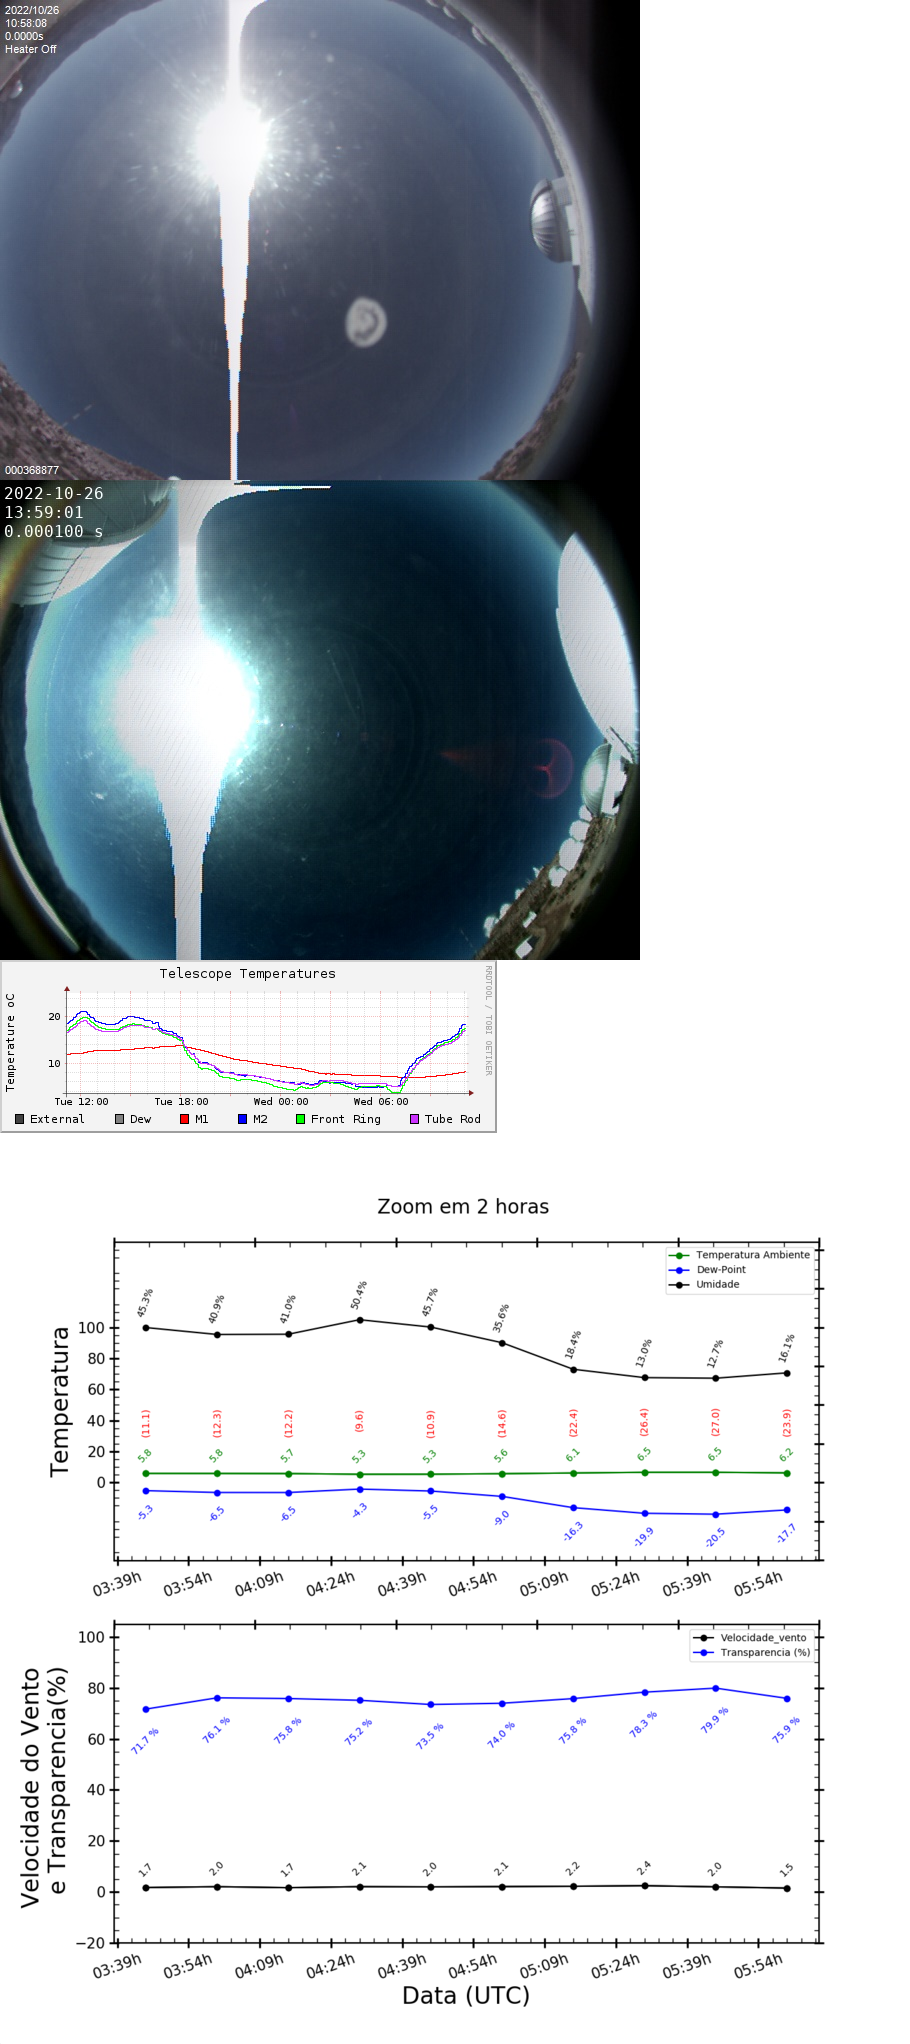 2022/10/26
10:58:08
0.0000s
Heater Off
000368877
2022-10-26
13:59:01
0.000100 s
Telescope Temperatures
RRDTOOL / TOBI OETIKER
Temperature oC
20
10
Tue 12:00 Tue 18:00 Wed 00:00 Wed 06:00
External Dew M1 M2 Front Ring Tube Rod
Zoom em 2 horas
Temperatura Ambiente
Dew-Point
Umidade
Temperatura
100
80
60
40
20
0
45.3% 40.9% 41.0% 50.4% 45.7% 35.6% 18.4% 13.0% 12.7% 16.1%
(11.1) (12.3) (12.2) (9.6) (10.9) (14.6) (22.4) (26.4) (27.0) (23.9)
5.8 5.8 5.7 5.3 5.3 5.6 6.1 6.5 6.5 6.2
-5.3 -6.5 -6.5 -4.3 -5.5 -9.0 -16.3 -19.9 -20.5 -17.7
03:39h 03:54h 04:09h 04:24h 04:39h 04:54h 05:09h 05:24h 05:39h 05:54h
Velocidade_vento
Transparencia (%)
Velocidade do Vento
e Transparencia(%)
100
80
60
40
20
0
−20
71.7 % 76.1 % 75.8 % 75.2 % 73.5 % 74.0 % 75.8 % 78.3 % 79.9 % 75.9 %
1.7 2.0 1.7 2.1 2.0 2.1 2.2 2.4 2.0 1.5
03:39h 03:54h 04:09h 04:24h 04:39h 04:54h 05:09h 05:24h 05:39h 05:54h
Data (UTC)